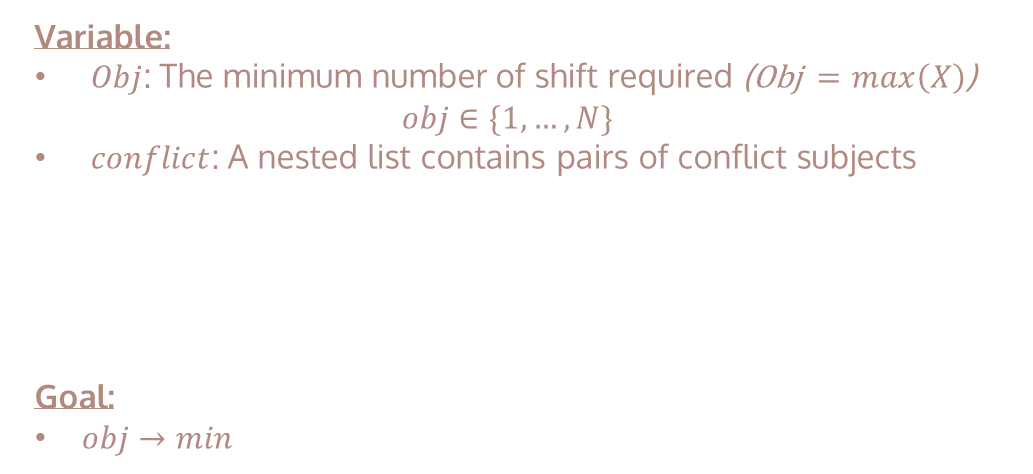 Variable:
• Obj: The minimum number of shift required (Obj = max(X))
obj ∈ {1, … , N}
• conflict: A nested list contains pairs of conflict subjects
Goal:
• obj → min